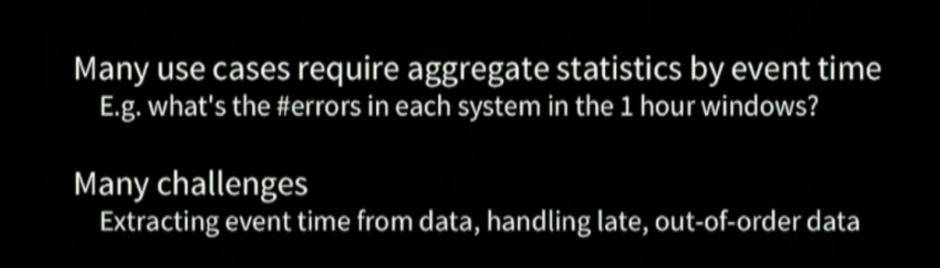 Many use cases require aggregate statistics by event time
E.g. what's the #errors in each system in the 1 hour windows?
Many challenges
Extracting event time from data, handling late, out-of-order data